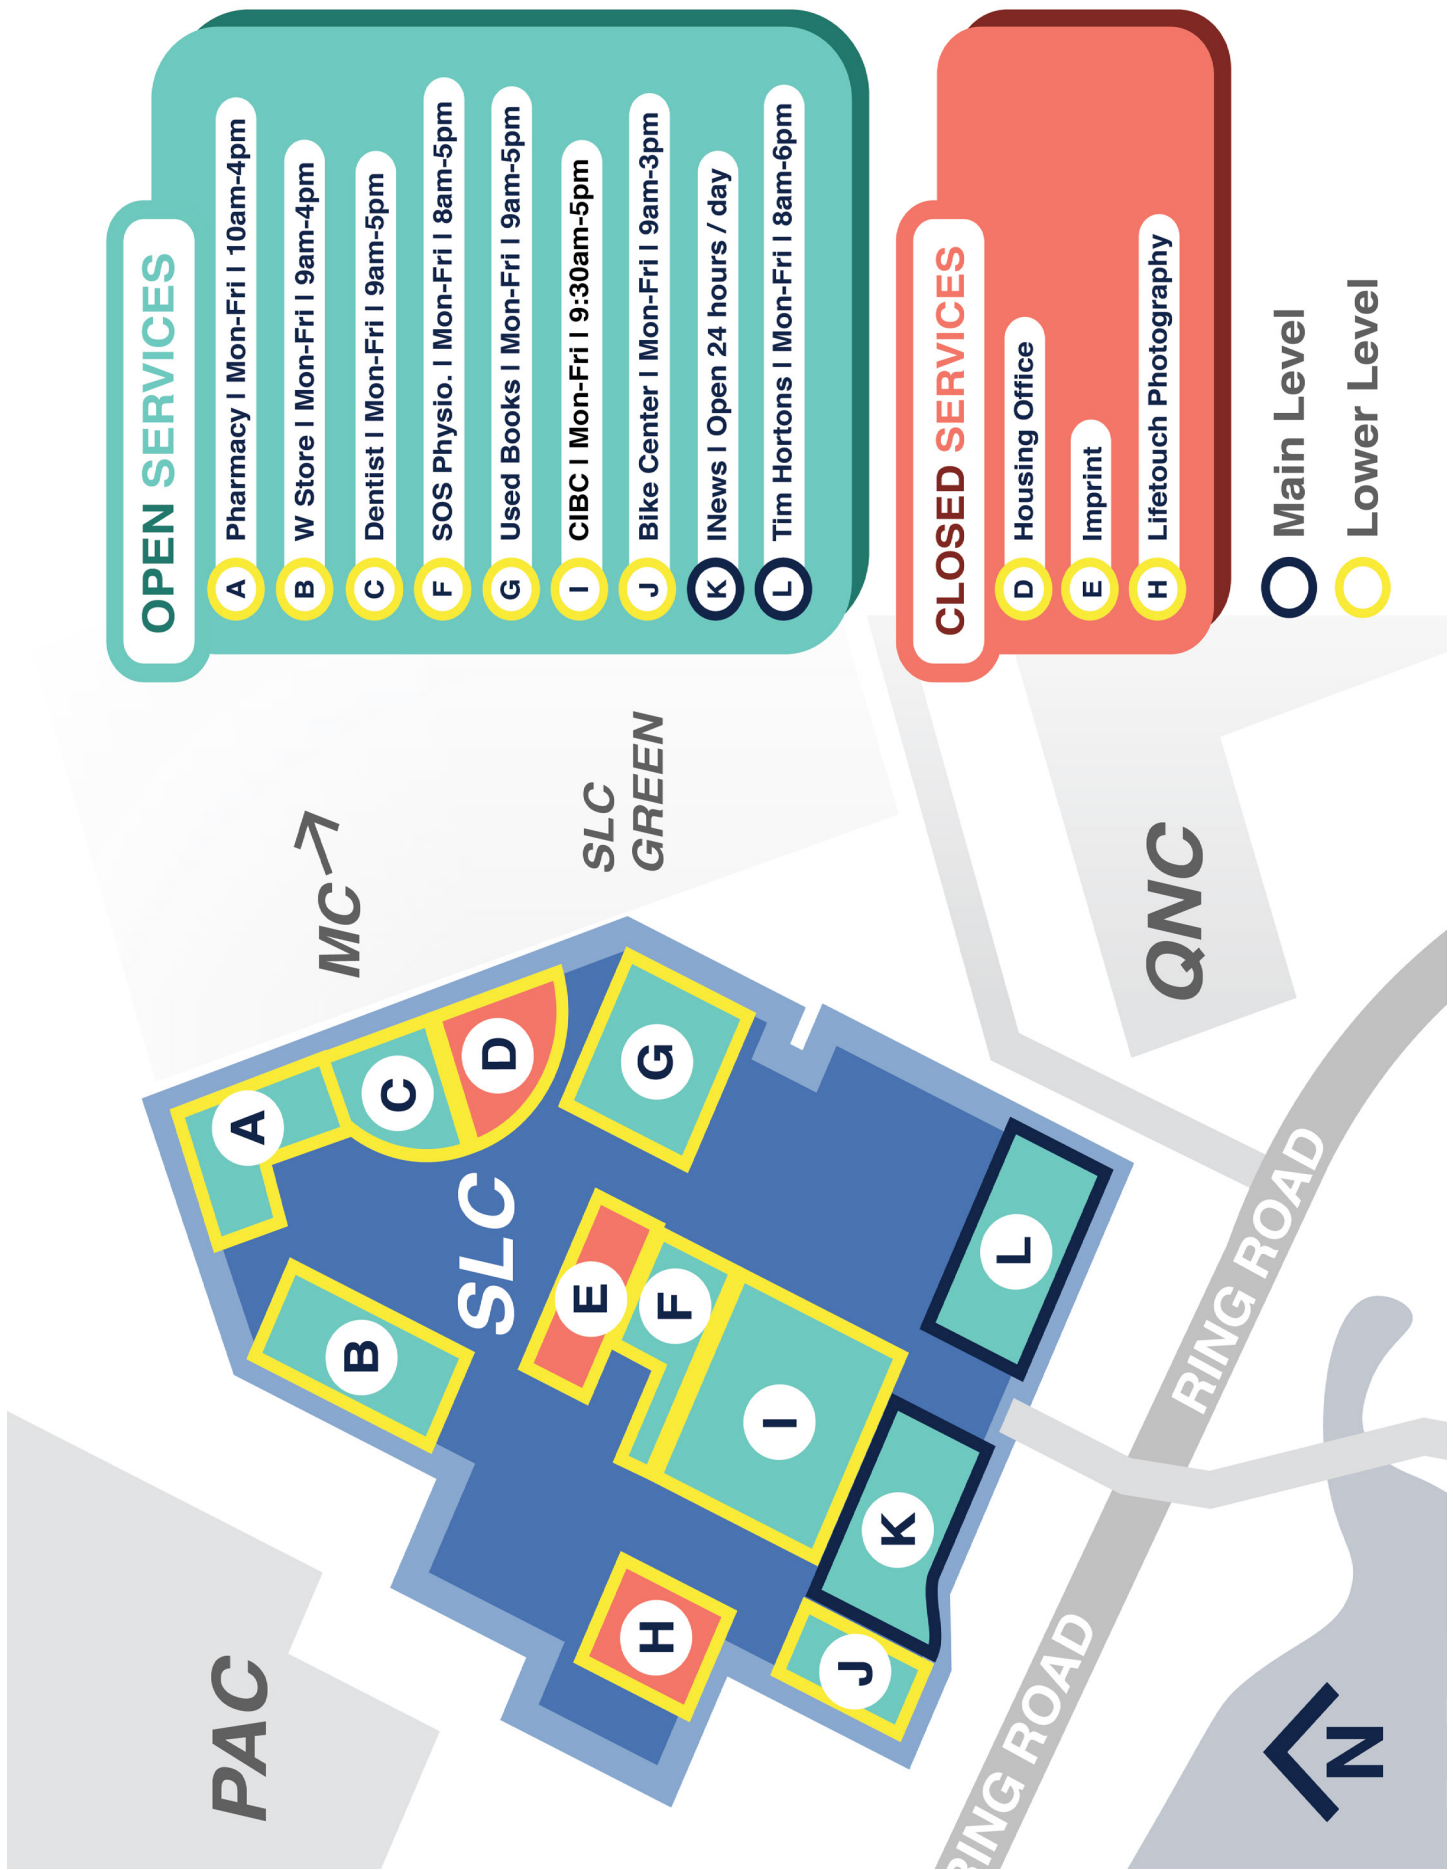 OPEN SERVICES
A Pharmacy | Mon-Fri | 10am-4pm
B W Store | Mon-Fri | 9am-4pm
C Dentist | Mon-Fri | 9am-5pm
F SOS Physio. | Mon-Fri | 8am-5pm
G Used Books | Mon-Fri | 9am-5pm
I CIBC | Mon-Fri | 9:30am-5pm
J Bike Center | Mon-Fri | 9am-3pm
K INews | Open 24 hours / day
L Tim Hortons | Mon-Fri | 8am-6pm
CLOSED SERVICES
D Housing Office
E Imprint
H Lifetouch Photography
Main Level
Lower Level
PAC
MC
SLC
GREEN
QNC
SLC
A
B
C
D
E
F
G
H
I
J
K
L
RING ROAD
RING ROAD
N